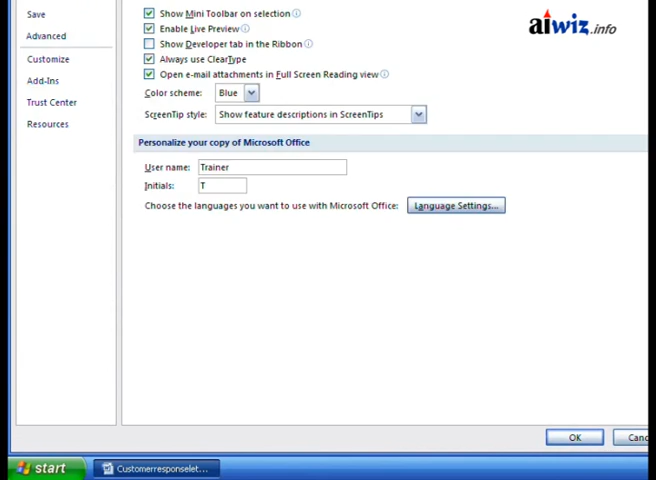 aiwiz.info
Save
Advanced
Customize
Add-Ins
Trust Center
Resources
Show Mini Toolbar on selection
Enable Live Preview
Show Developer tab in the Ribbon
Always use ClearType
Open e-mail attachments in Full Screen Reading view
Color scheme: Blue
ScreenTip style: Show feature descriptions in ScreenTips
Personalize your copy of Microsoft Office
User name: Trainer
Initials: T
Choose the languages you want to use with Microsoft Office: Language Settings...
OK Canc
start Customerresponselet...